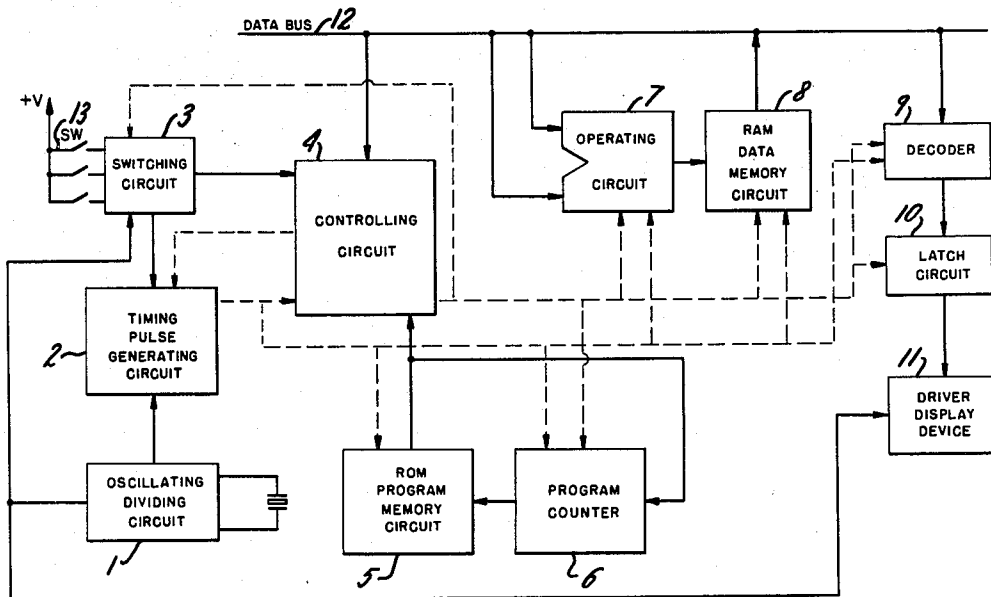 DATA BUS 12
+V
13
SW
3
SWITCHING
CIRCUIT
4
CONTROLLING
CIRCUIT
7
OPERATING
CIRCUIT
8
RAM
DATA
MEMORY
CIRCUIT
9
DECODER
10
LATCH
CIRCUIT
11
DRIVER
DISPLAY
DEVICE
2
TIMING
PULSE
GENERATING
CIRCUIT
OSCILLATING
DIVIDING
CIRCUIT
1
ROM
PROGRAM
MEMORY
CIRCUIT
5
PROGRAM
COUNTER
6